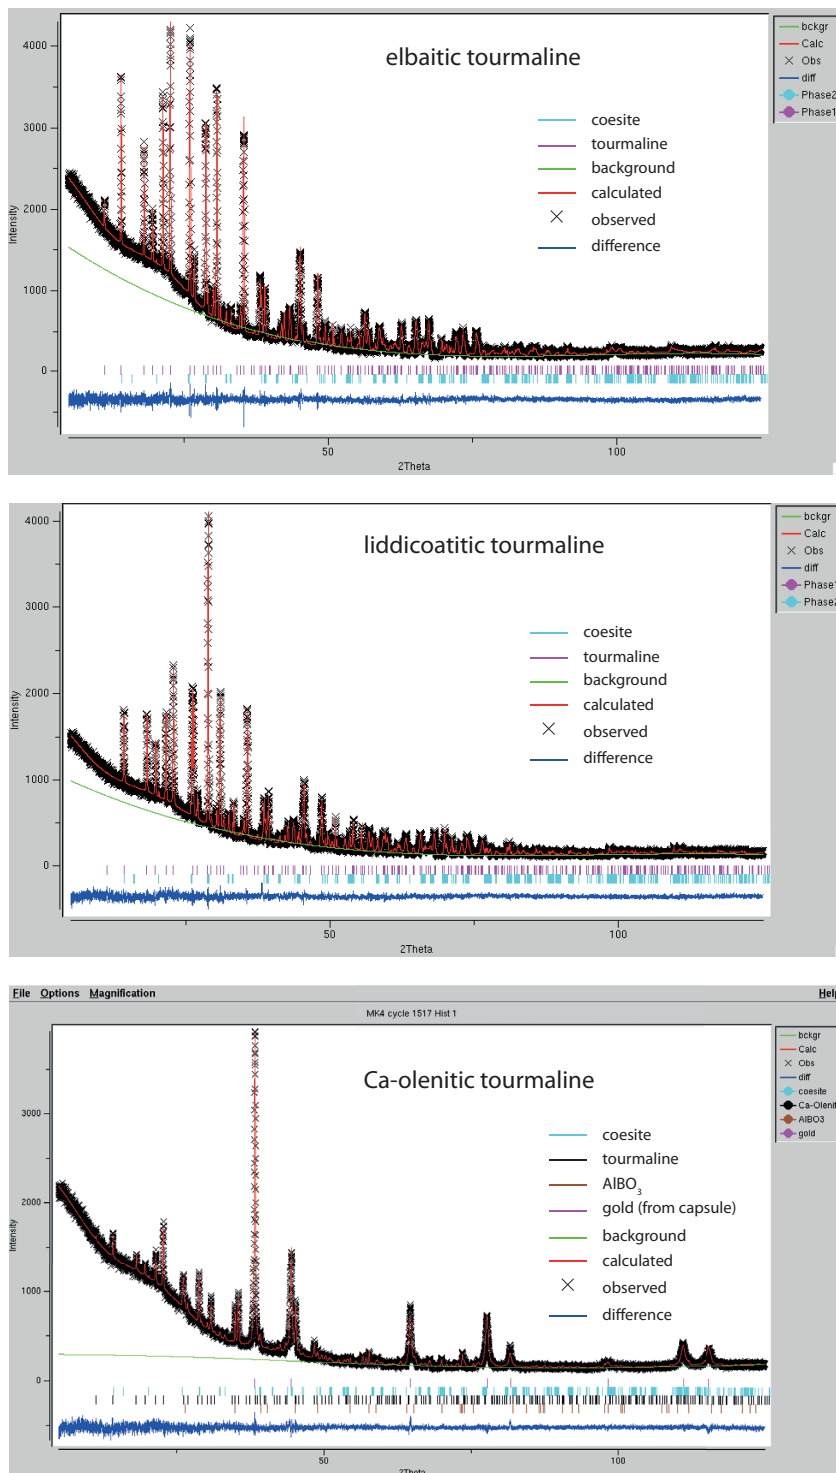 elbaitic tourmaline
bckgr
Calc
Obs
diff
Phase2
Phase1
coesite
tourmaline
background
calculated
observed
difference
4000
3000
2000
1000
0
Intensity
50
100
2Theta
liddicoatitic tourmaline
bckgr
Calc
Obs
diff
Phase1
Phase2
coesite
tourmaline
background
calculated
observed
difference
4000
3000
2000
1000
0
Intensity
50
100
2Theta
File Options Magnification Help
MK4 cycle 1517 Hist 1
Ca-olenitic tourmaline
bckgr
Calc
Obs
diff
coesite
Ca-Olenit
AlBO3
gold
coesite
tourmaline
AlBO₃
gold (from capsule)
background
calculated
observed
difference
3000
2000
1000
0
Intensity
50
100
2Theta